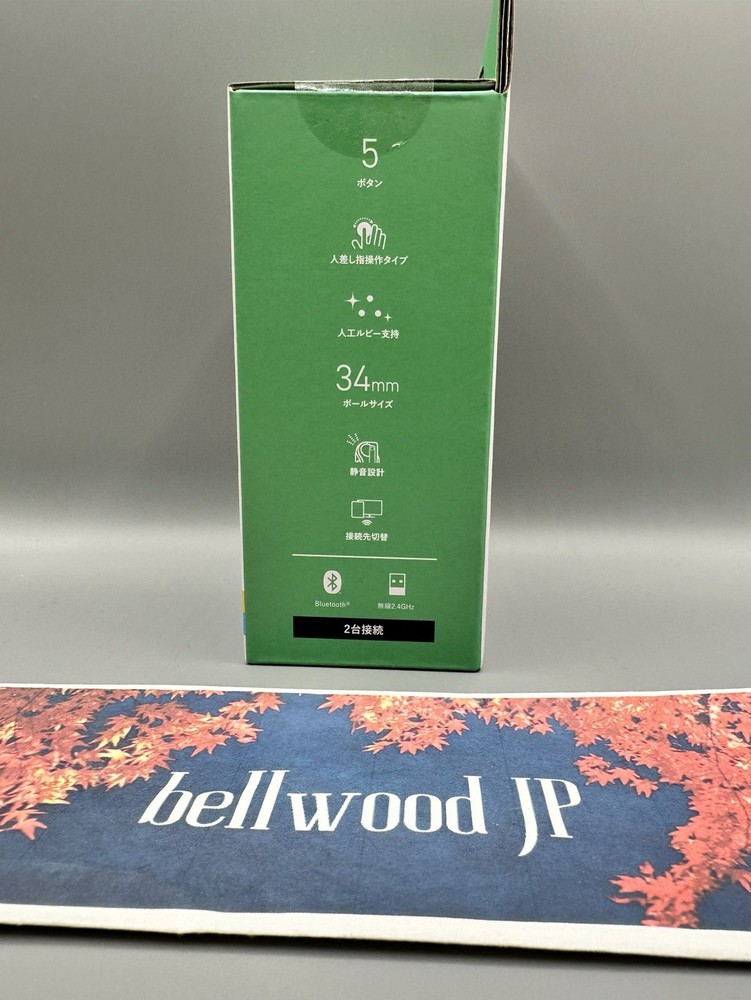 5
ボタン
人差し指操作タイプ
人工ルビー支持
34mm
ボールサイズ
静音設計
接続先切替
Bluetooth® 無線2.4GHz
2台接続
bellwood JP